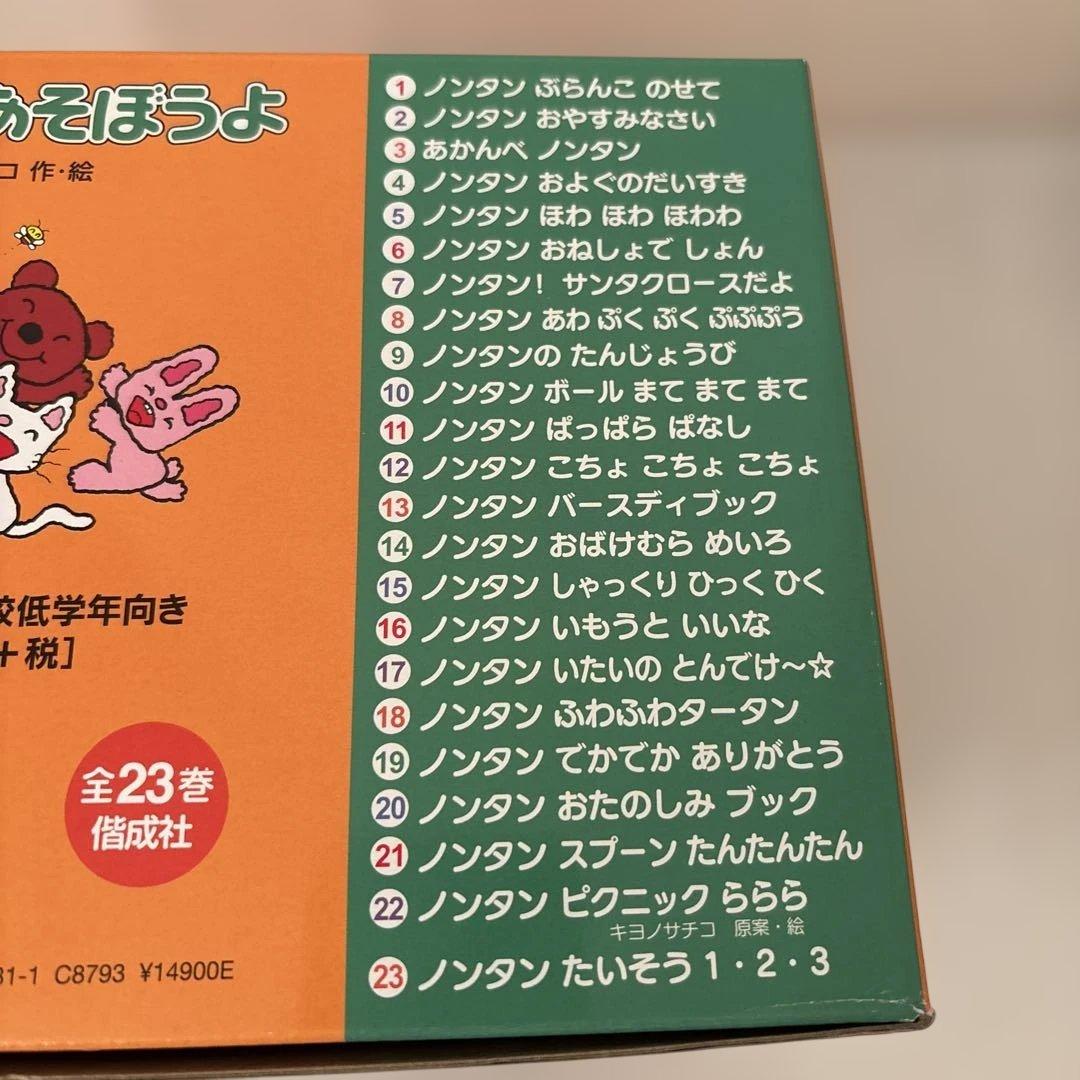 あそぼうよ
コ 作・絵
校低学年向き
＋税］
全23巻
偕成社
31-1 C8793 ¥14900E
1 ノンタン ぶらんこ のせて
2 ノンタン おやすみなさい
3 あかんべ ノンタン
4 ノンタン およぐのだいすき
5 ノンタン ほわ ほわ ほわわ
6 ノンタン おねしょで しょん
7 ノンタン！ サンタクロースだよ
8 ノンタン あわ ぷく ぷく ぷぷぷう
9 ノンタンの たんじょうび
10 ノンタン ボール まて まて まて
11 ノンタン ぱっぱら ぱなし
12 ノンタン こちょ こちょ こちょ
13 ノンタン バースディブック
14 ノンタン おばけむら めいろ
15 ノンタン しゃっくり ひっく ひく
16 ノンタン いもうと いいな
17 ノンタン いたいの とんでけ〜☆
18 ノンタン ふわふわタータン
19 ノンタン でかでか ありがとう
20 ノンタン おたのしみ ブック
21 ノンタン スプーン たんたんたん
22 ノンタン ピクニック ららら
キヨノサチコ 原案・絵
23 ノンタン たいそう 1・2・3